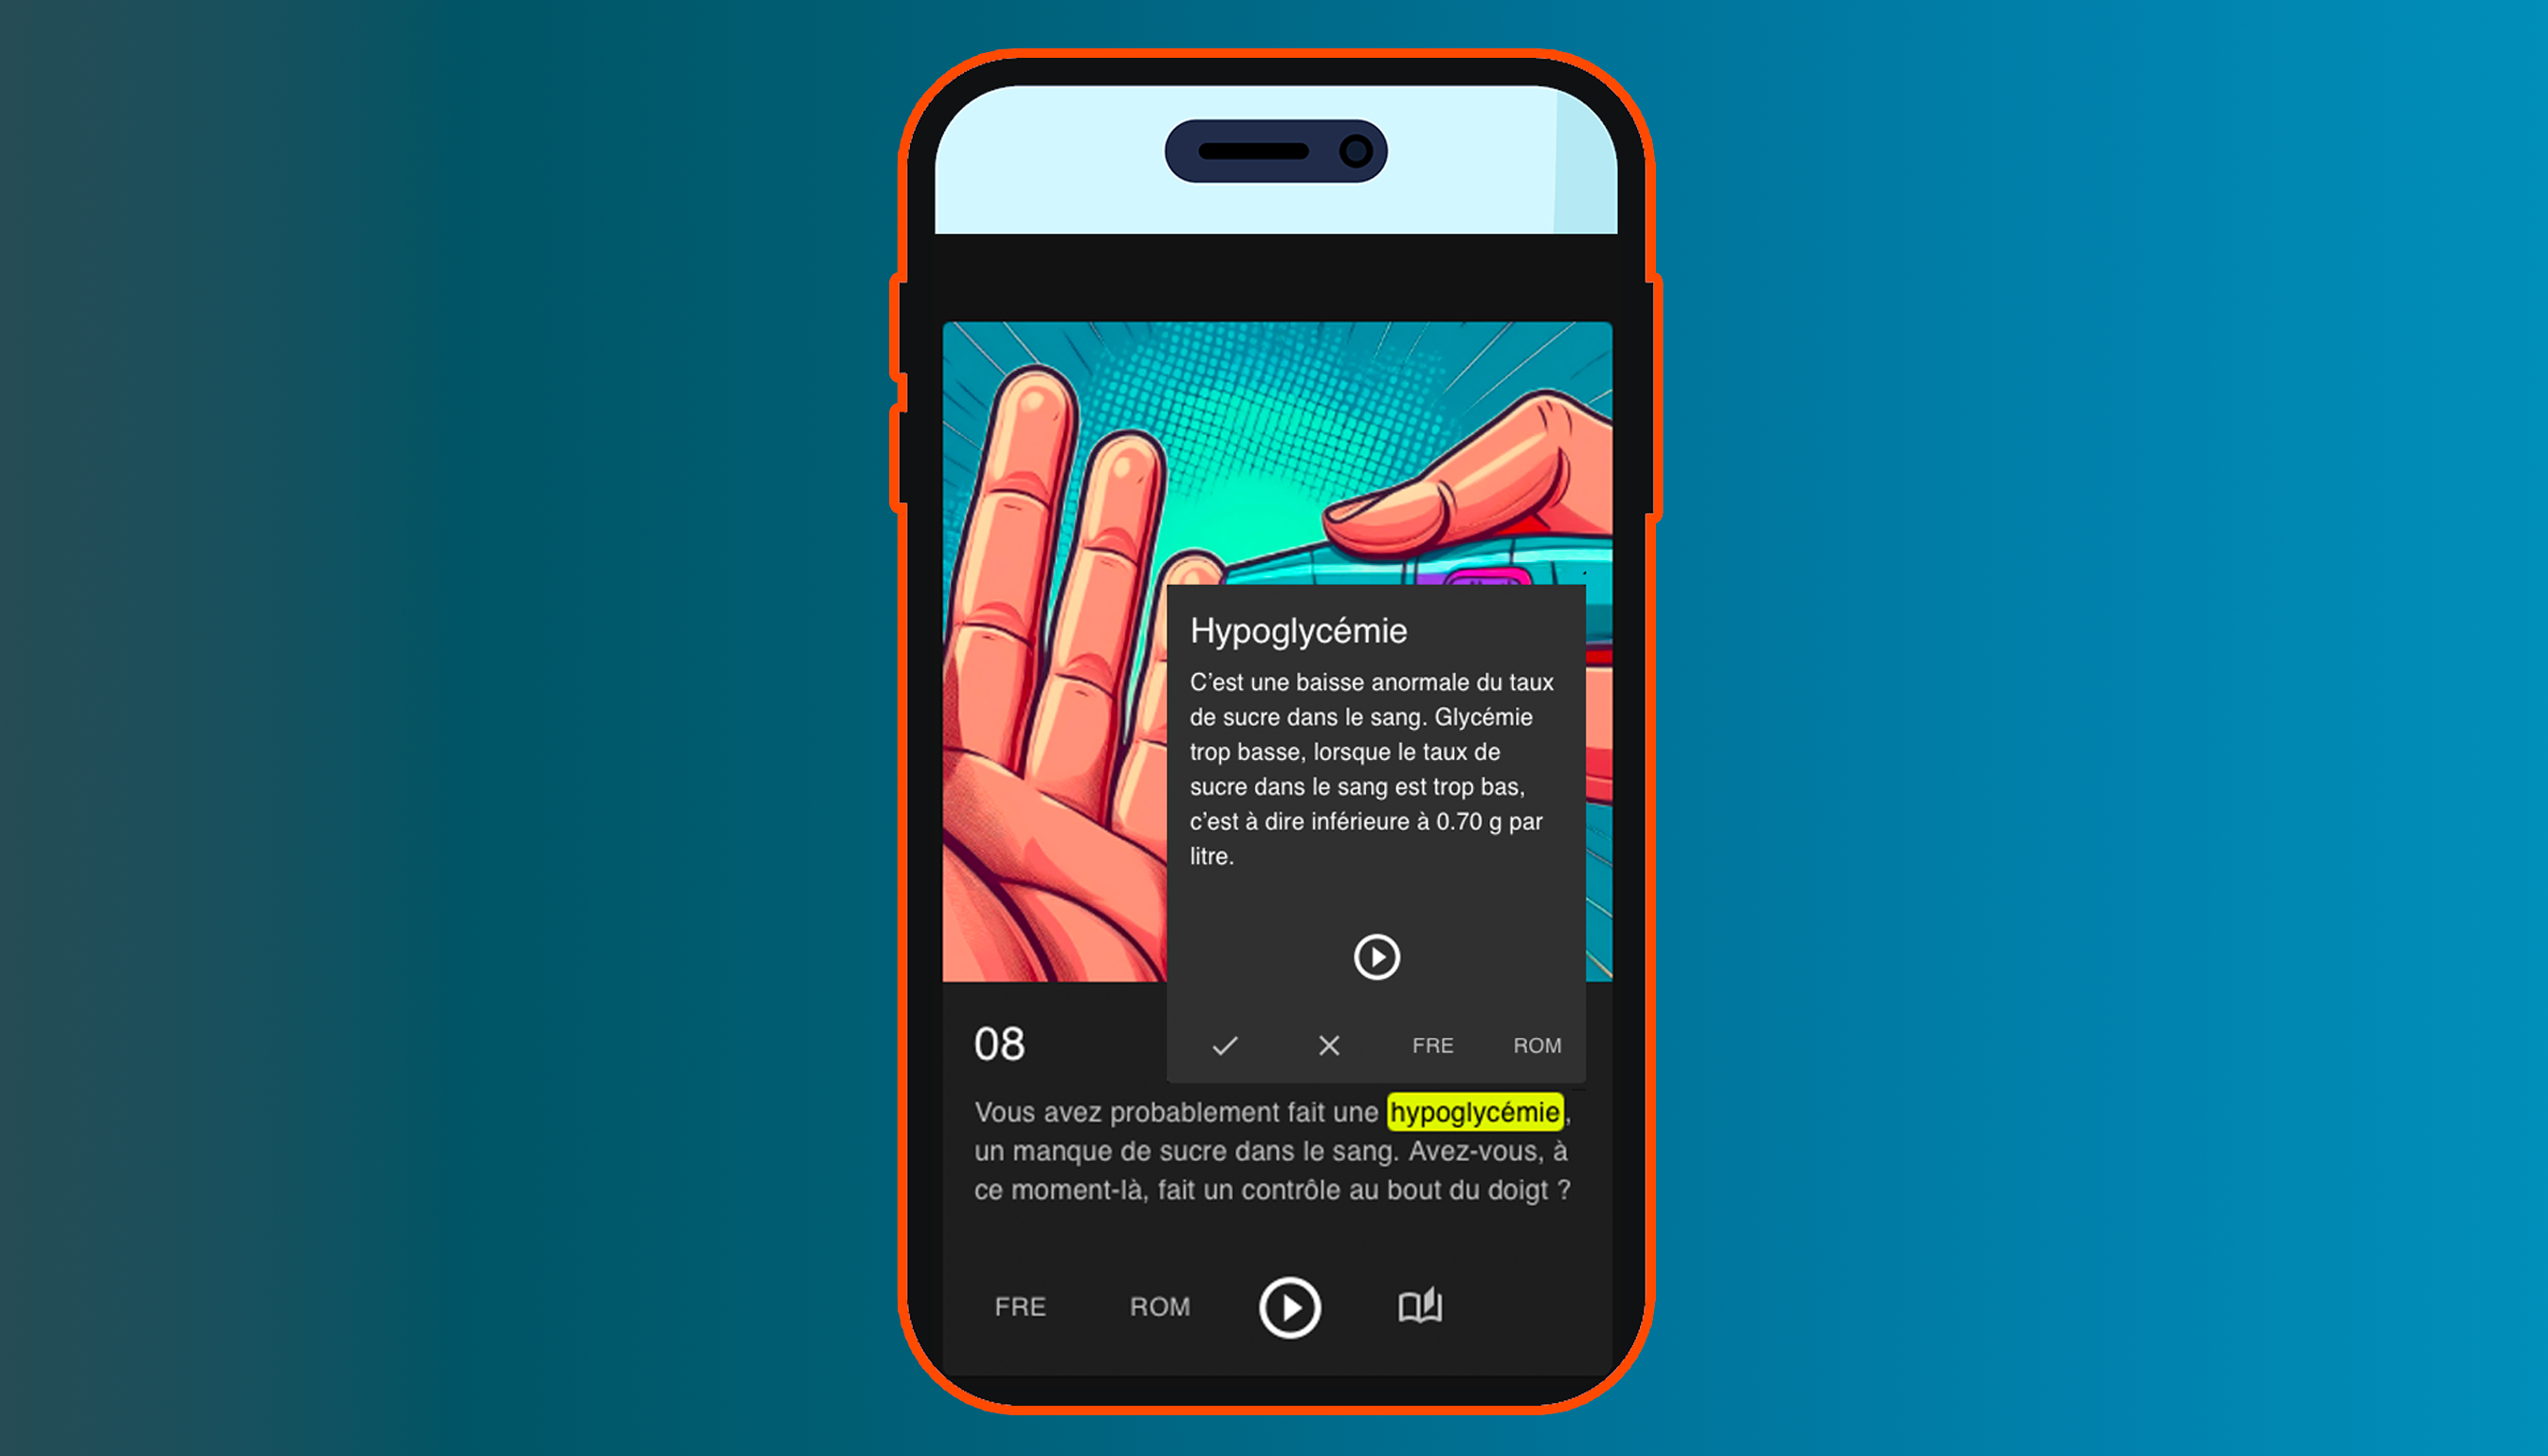 Hypoglycémie
C’est une baisse anormale du taux
de sucre dans le sang. Glycémie
trop basse, lorsque le taux de
sucre dans le sang est trop bas,
c’est à dire inférieure à 0.70 g par
litre.
FRE ROM
08
Vous avez probablement fait une hypoglycémie,
un manque de sucre dans le sang. Avez-vous, à
ce moment-là, fait un contrôle au bout du doigt ?
FRE ROM